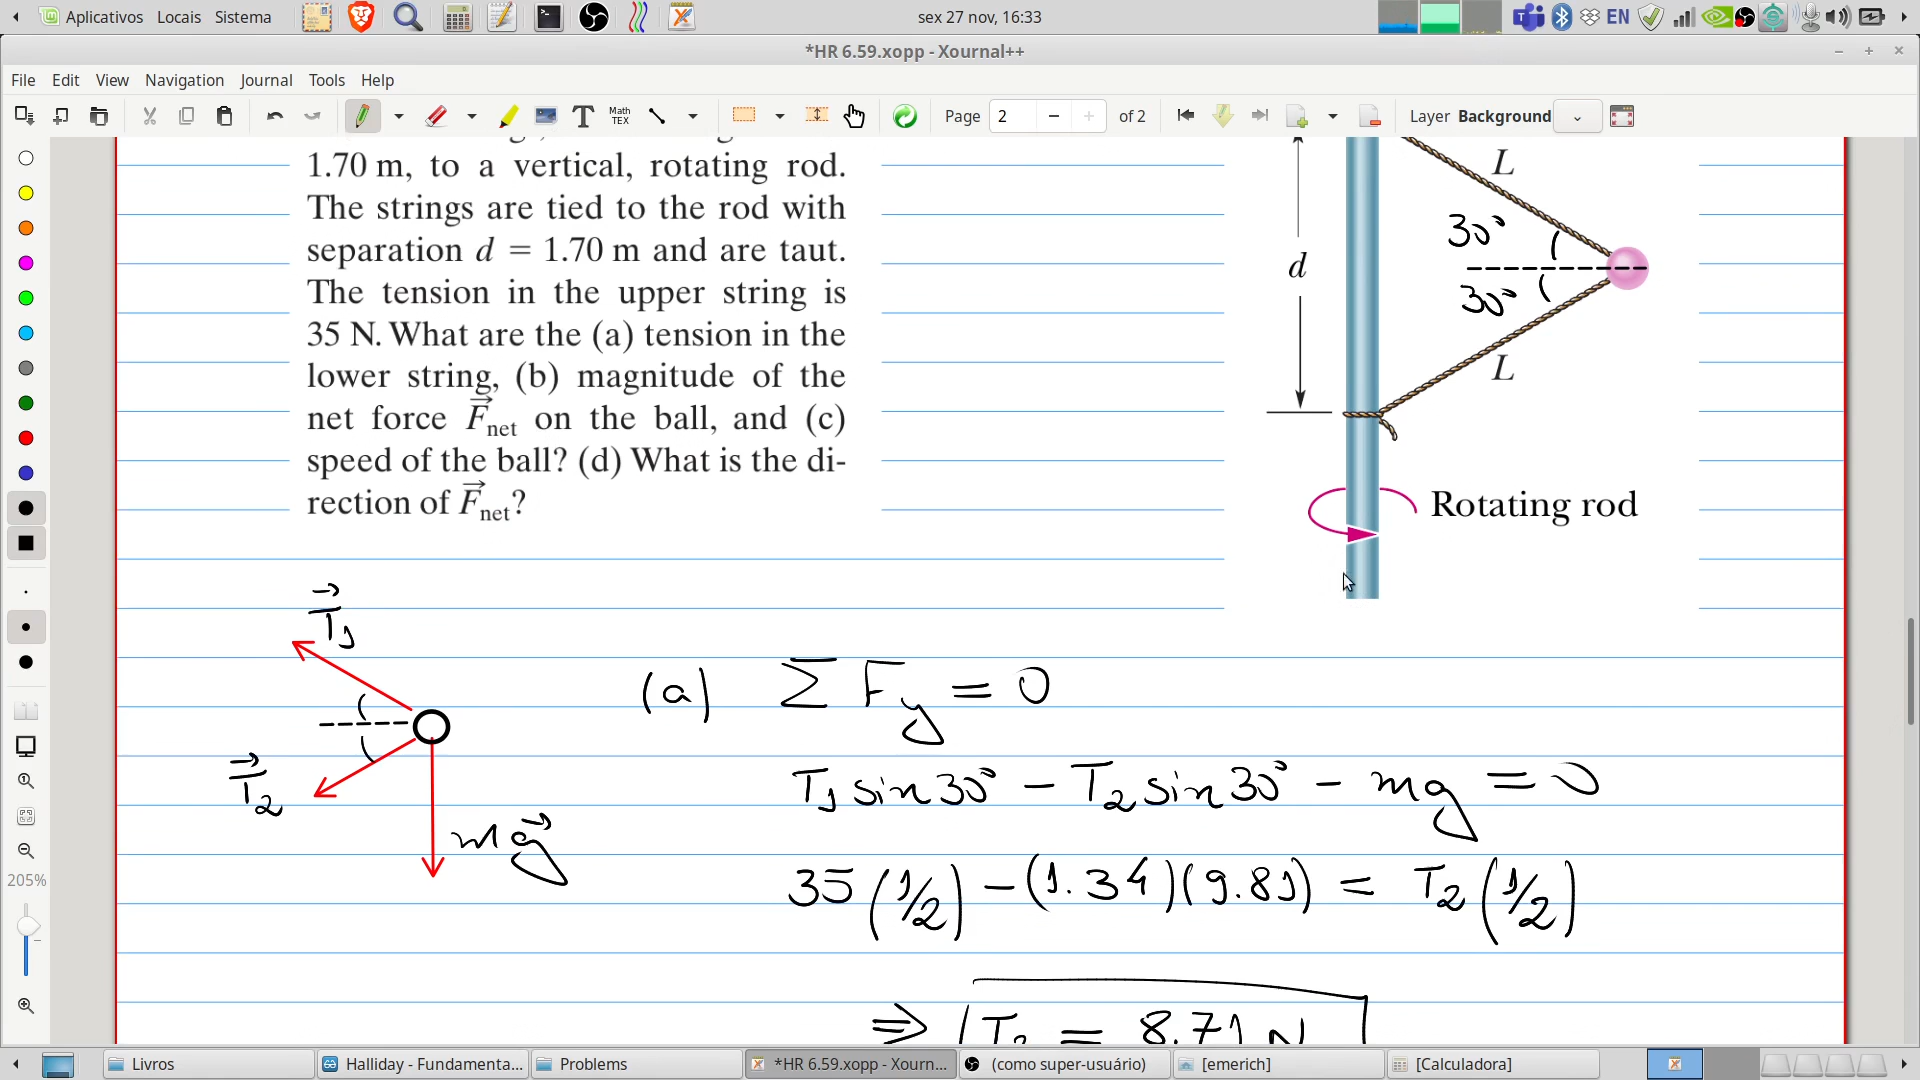 Aplicativos Locais Sistema sex 27 nov, 16:33 EN
*HR 6.59.xopp - Xournal++
File Edit View Navigation Journal Tools Help
Math TEX Page 2 of 2 Layer Background
1.70 m, to a vertical, rotating rod.
The strings are tied to the rod with
separation d = 1.70 m and are taut.
The tension in the upper string is
35 N. What are the (a) tension in the
lower string, (b) magnitude of the
net force F⃗net on the ball, and (c)
speed of the ball? (d) What is the di-
rection of F⃗net?
L
30°
d
30°
L
Rotating rod
T⃗1
T⃗2
mg⃗
(a) ΣFy = 0
T1 sin30° - T2 sin30° - mg = 0
35(1/2) - (1.34)(9.81) = T2(1/2)
⇒ T2 = 8.71 N
205%
Livros Halliday - Fundamenta... Problems *HR 6.59.xopp - Xourn... (como super-usuário) [emerich] [Calculadora]